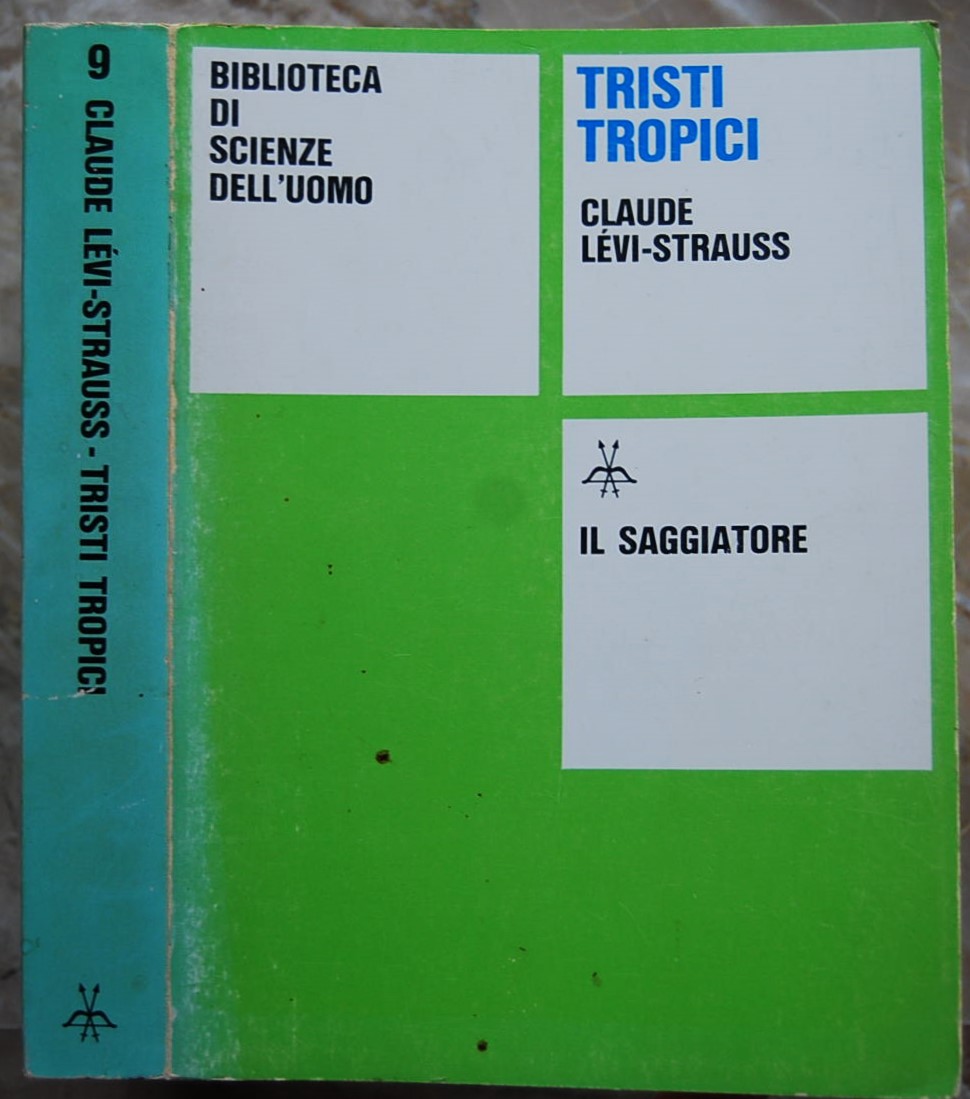 9 CLAUDE LÉVI-STRAUSS - TRISTI TROPICI
BIBLIOTECA
DI
SCIENZE
DELL'UOMO
TRISTI
TROPICI
CLAUDE
LÉVI-STRAUSS
IL SAGGIATORE